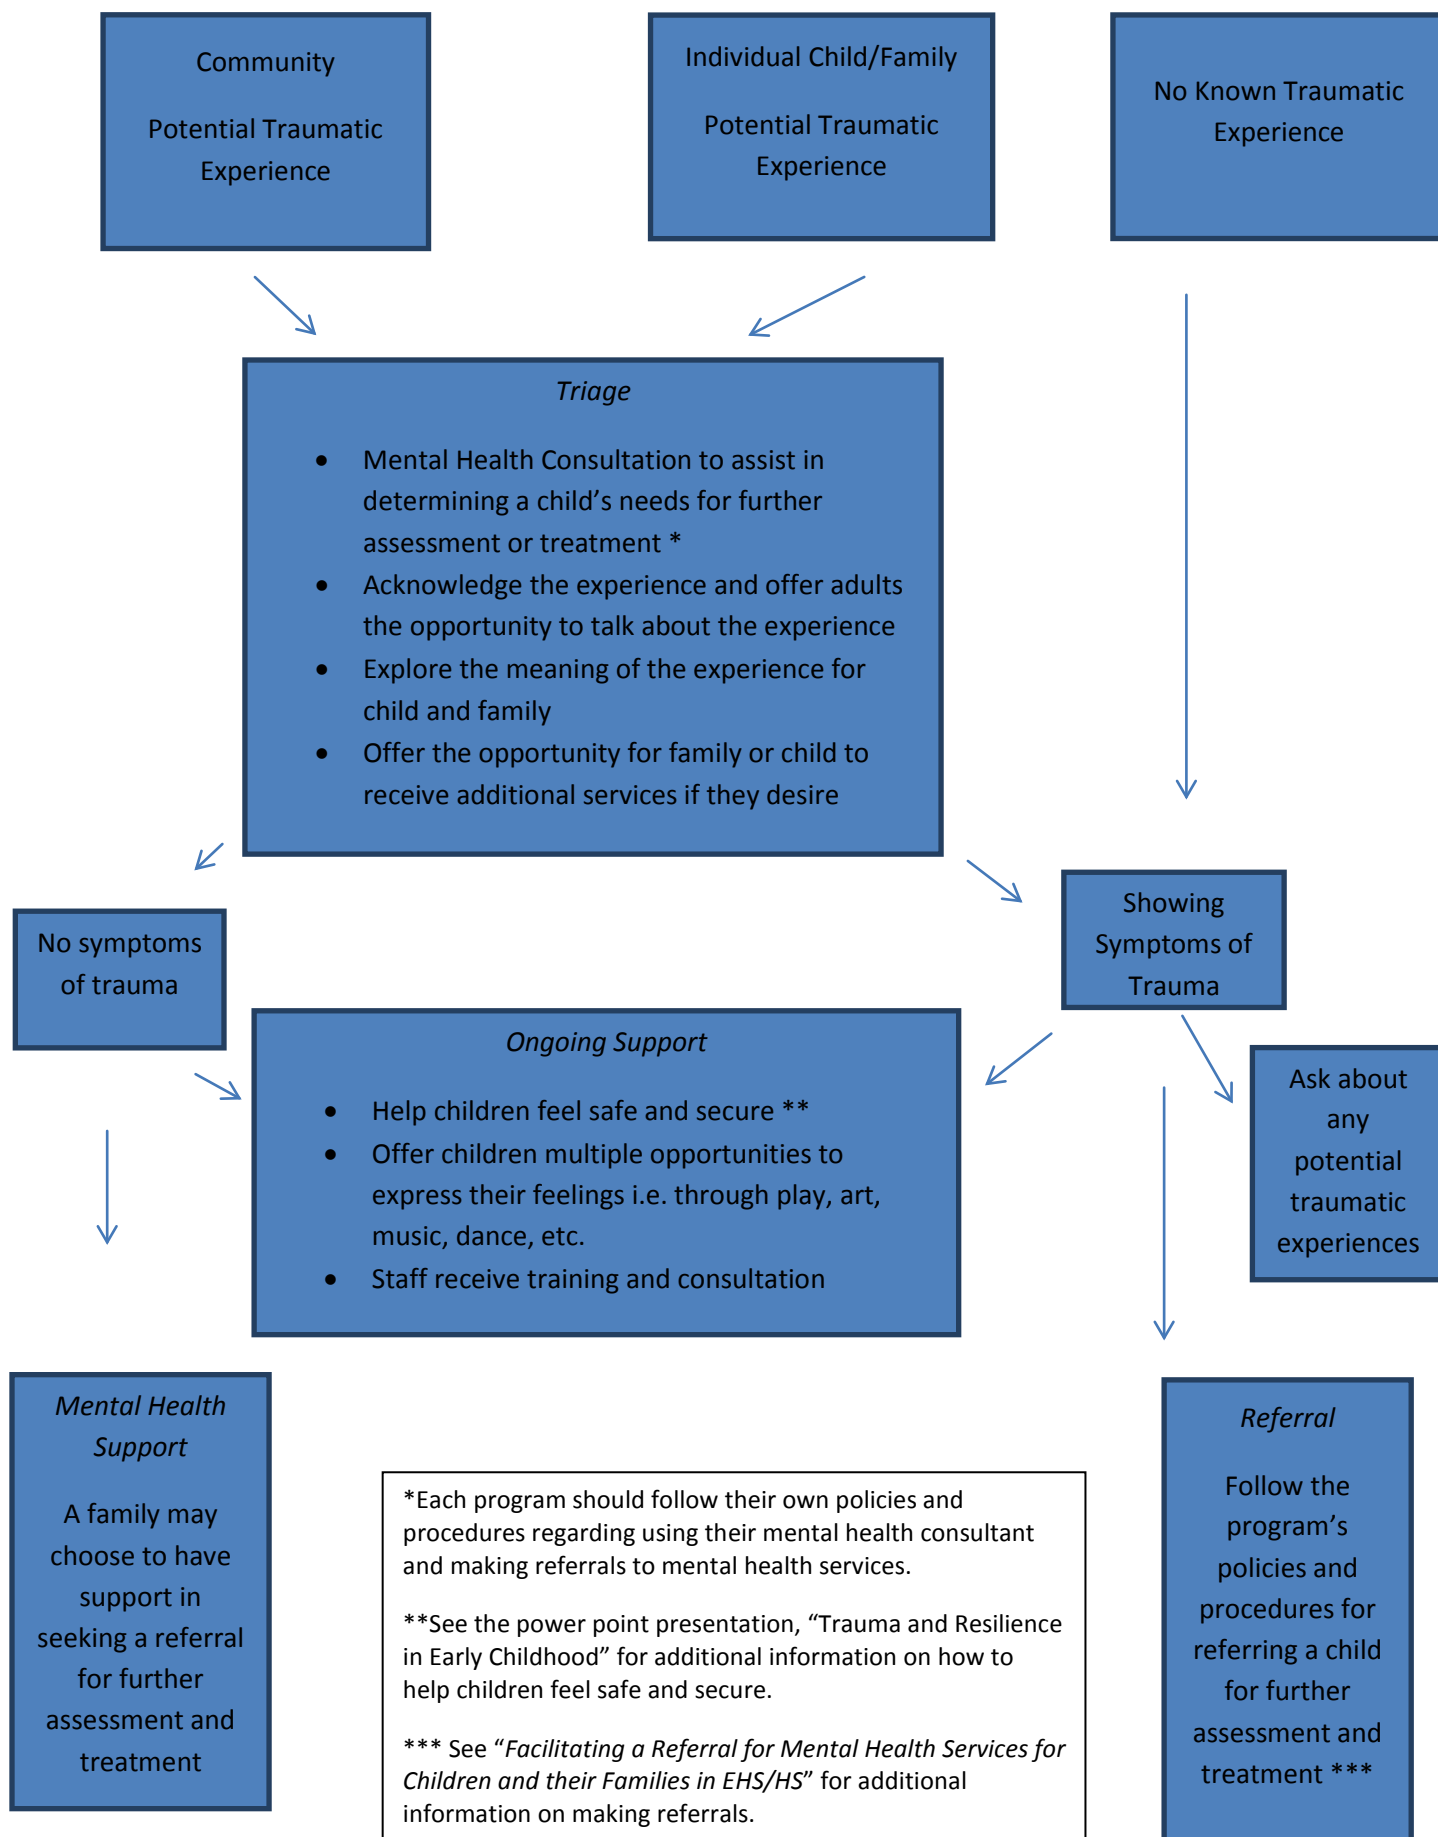 Community
Potential Traumatic
Experience
Individual Child/Family
Potential Traumatic
Experience
No Known Traumatic
Experience
Triage
• Mental Health Consultation to assist in
determining a child’s needs for further
assessment or treatment *
• Acknowledge the experience and offer adults
the opportunity to talk about the experience
• Explore the meaning of the experience for
child and family
• Offer the opportunity for family or child to
receive additional services if they desire
No symptoms
of trauma
Showing
Symptoms of
Trauma
Ongoing Support
• Help children feel safe and secure **
• Offer children multiple opportunities to
express their feelings i.e. through play, art,
music, dance, etc.
• Staff receive training and consultation
Ask about
any
potential
traumatic
experiences
Mental Health
Support
A family may
choose to have
support in
seeking a referral
for further
assessment and
treatment
*Each program should follow their own policies and
procedures regarding using their mental health consultant
and making referrals to mental health services.
**See the power point presentation, “Trauma and Resilience
in Early Childhood” for additional information on how to
help children feel safe and secure.
*** See “Facilitating a Referral for Mental Health Services for
Children and their Families in EHS/HS” for additional
information on making referrals.
Referral
Follow the
program’s
policies and
procedures for
referring a child
for further
assessment and
treatment ***